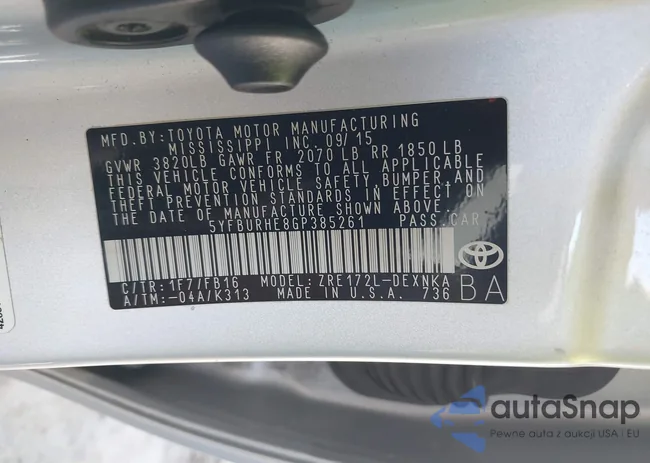 MFD.BY:TOYOTA MOTOR MANUFACTURING
MISSISSIPPI INC. 09/15
GVWR 3820LB GAWR FR 2070 LB RR 1850 LB
THIS VEHICLE CONFORMS TO ALL APPLICABLE
FEDERAL MOTOR VEHICLE SAFETY, BUMPER, AND
THEFT PREVENTION STANDARDS IN EFFECT ON
THE DATE OF MANUFACTURE SHOWN ABOVE.
5YFBURHE8GP385261 PASS.CAR
C/TR: 1F7/FB16 MODEL: ZRE172L-DEXNKA
A/TM:-04A/K313 MADE IN U.S.A. 736
BA
autaSnap
Pewne auta z aukcji USA i EU